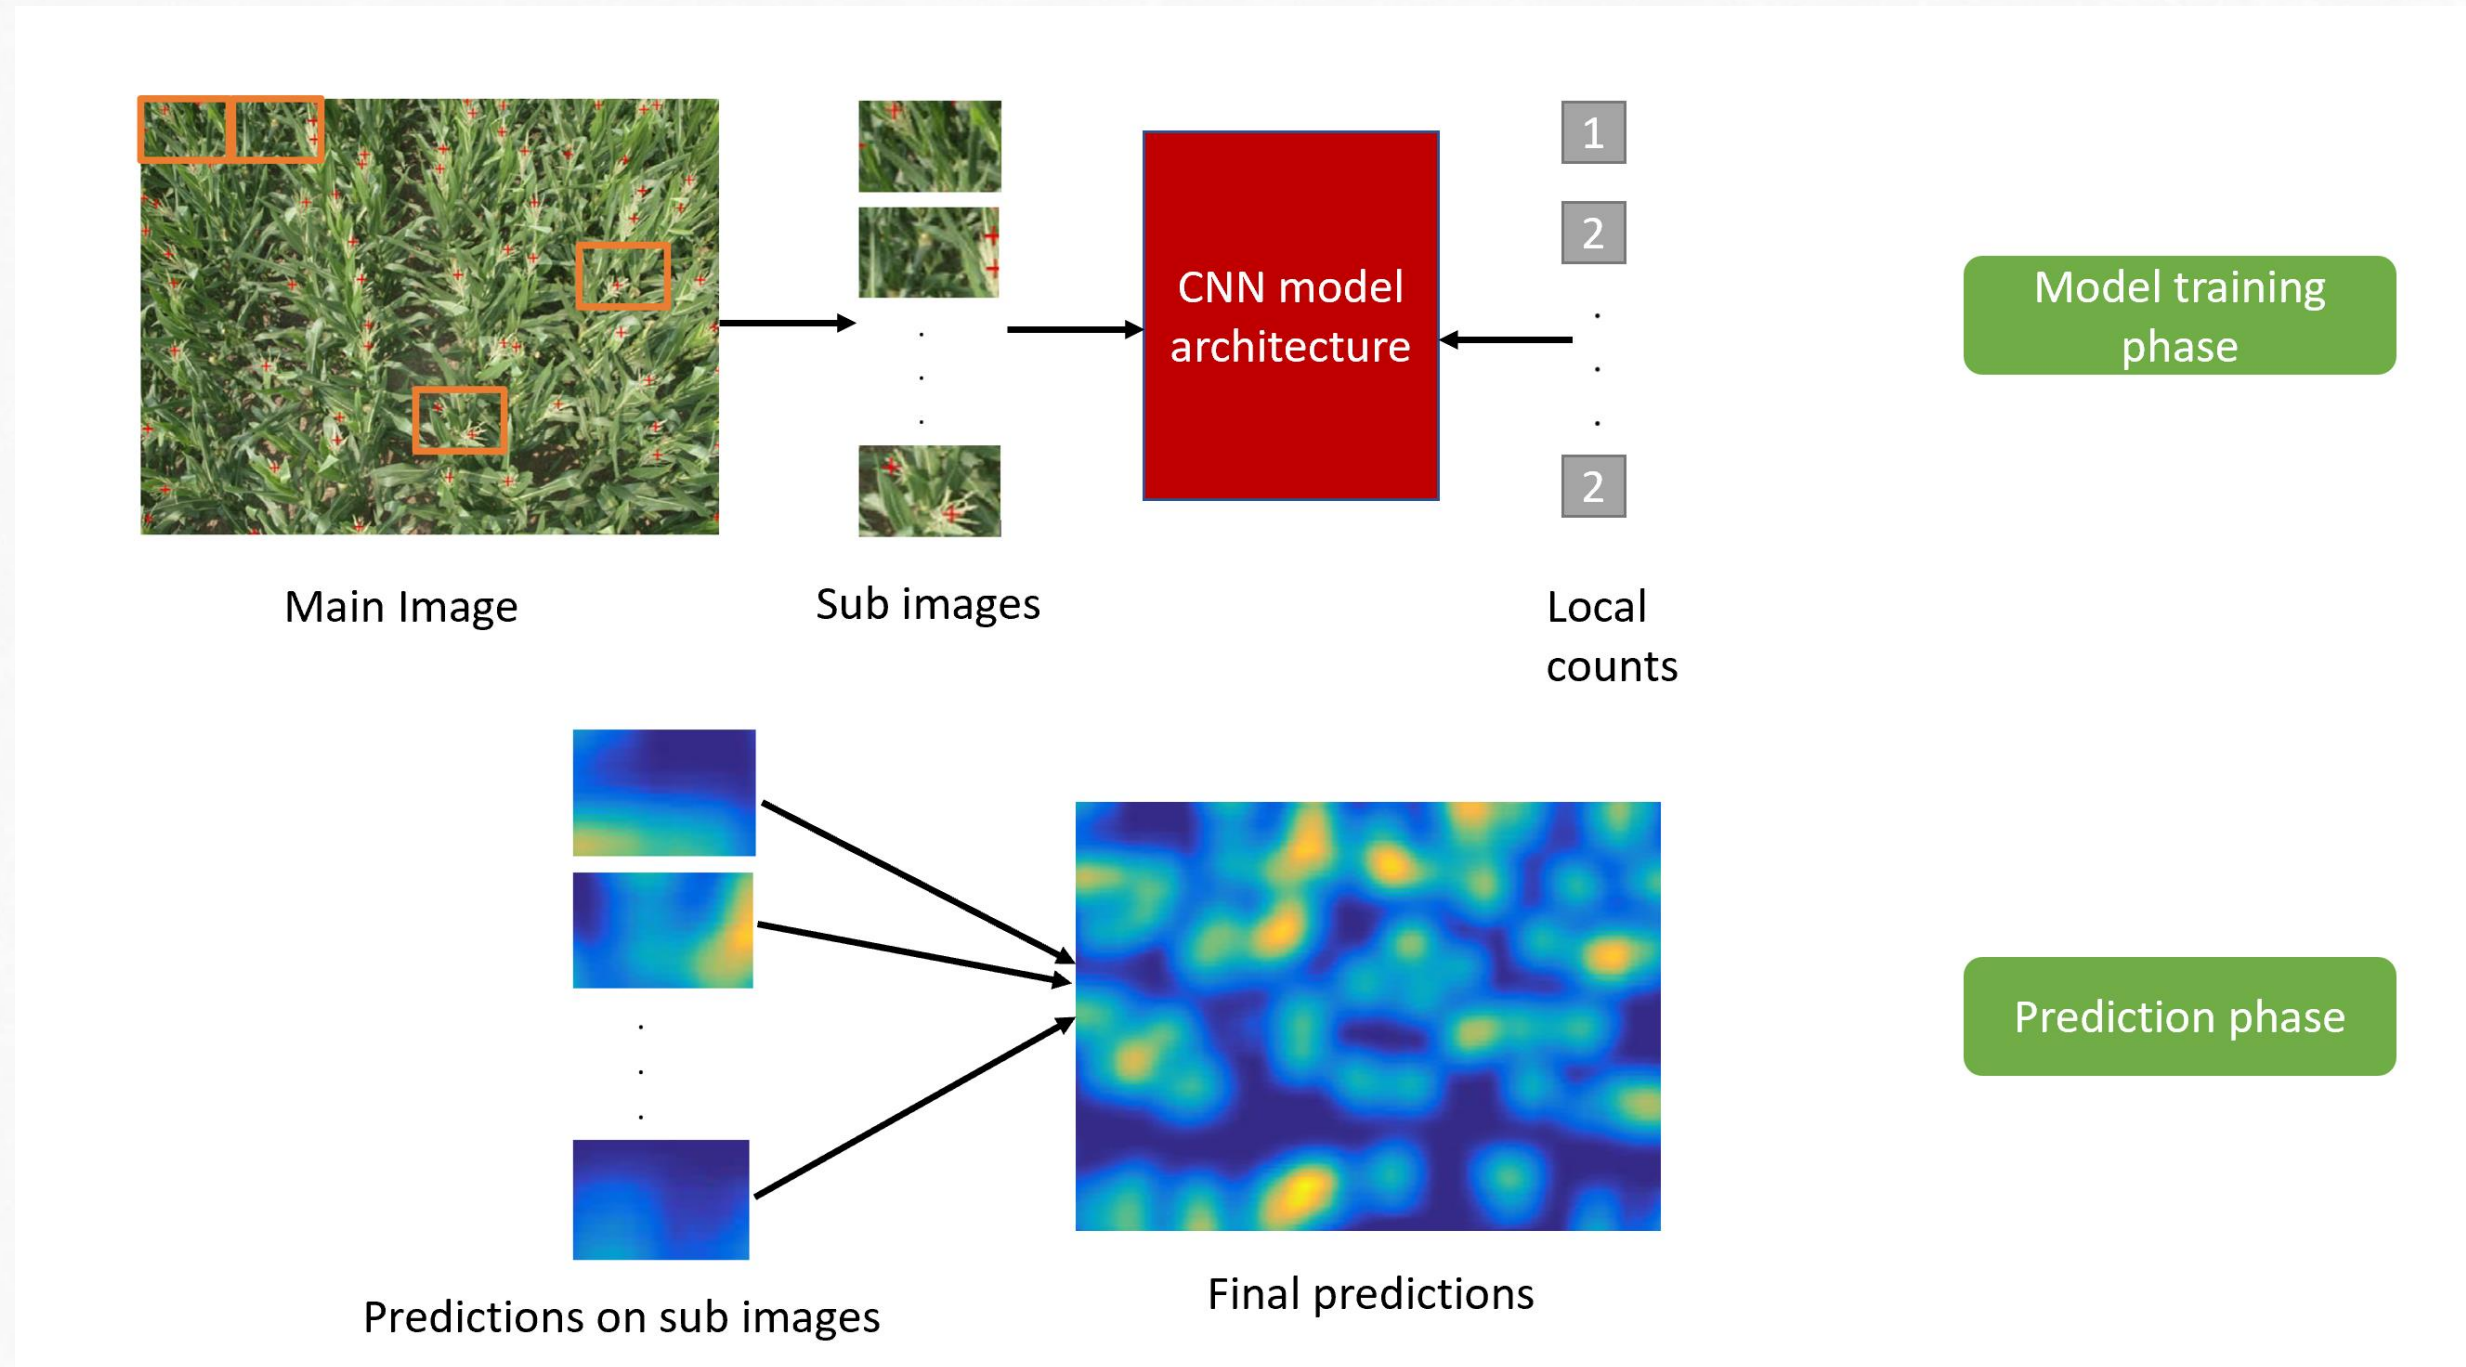 1
2
CNN model
architecture
Model training
phase
2
Main Image
Sub images
Local
counts
Prediction phase
Final predictions
Predictions on sub images